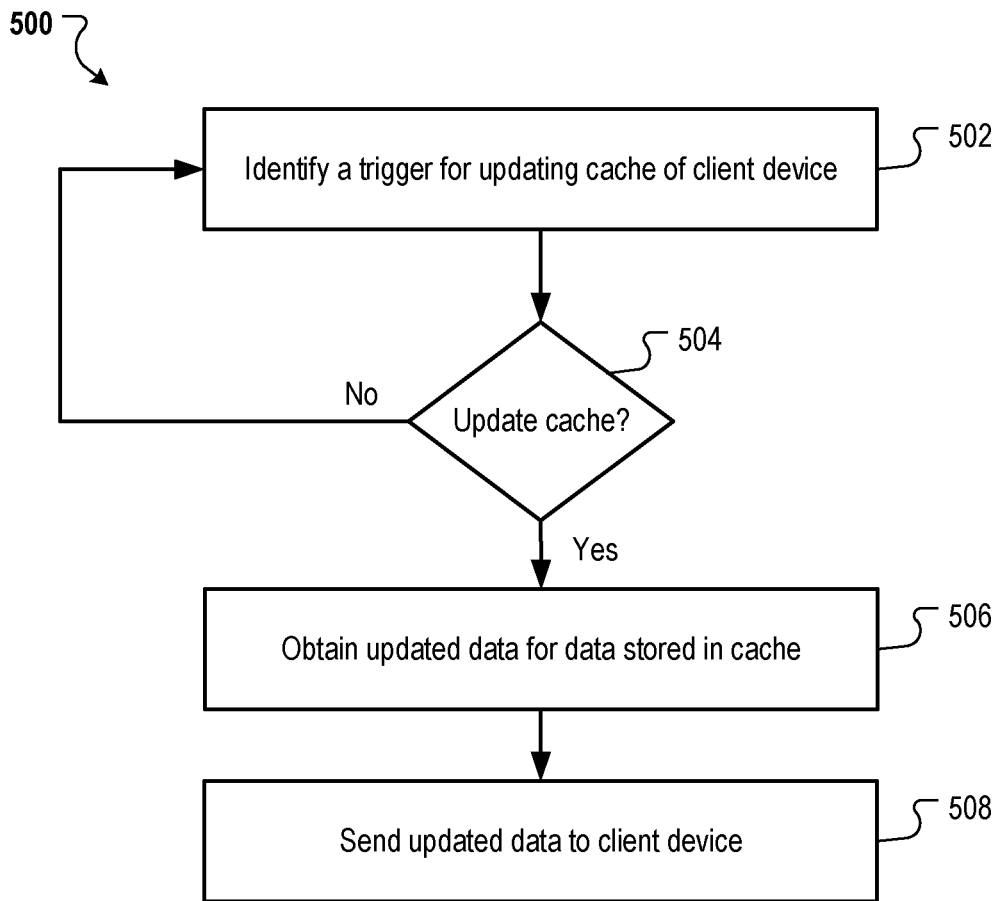 500
502
Identify a trigger for updating cache of client device
504
No
Update cache?
Yes
506
Obtain updated data for data stored in cache
508
Send updated data to client device